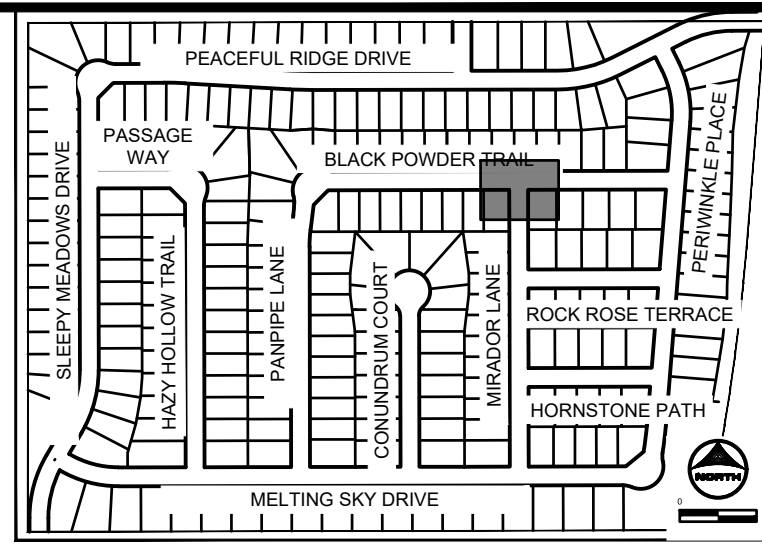 PEACEFUL RIDGE DRIVE
PASSAGE
WAY
BLACK POWDER TRAIL
PERIWINKLE PLACE
SLEEPY MEADOWS DRIVE
HAZY HOLLOW TRAIL
PANPIPE LANE
CONUNDRUM COURT
MIRADOR LANE
ROCK ROSE TERRACE
HORNSTONE PATH
MELTING SKY DRIVE
NORTH
0